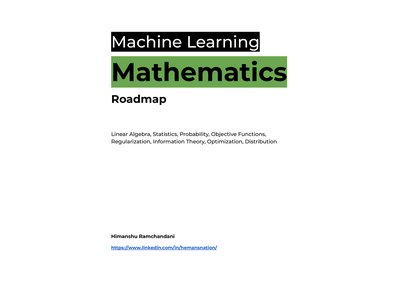 Machine Learning
Mathematics
Roadmap
Linear Algebra, Statistics, Probability, Objective Functions,
Regularization, Information Theory, Optimization, Distribution
Himanshu Ramchandani
https://www.linkedin.com/in/hemansnation/